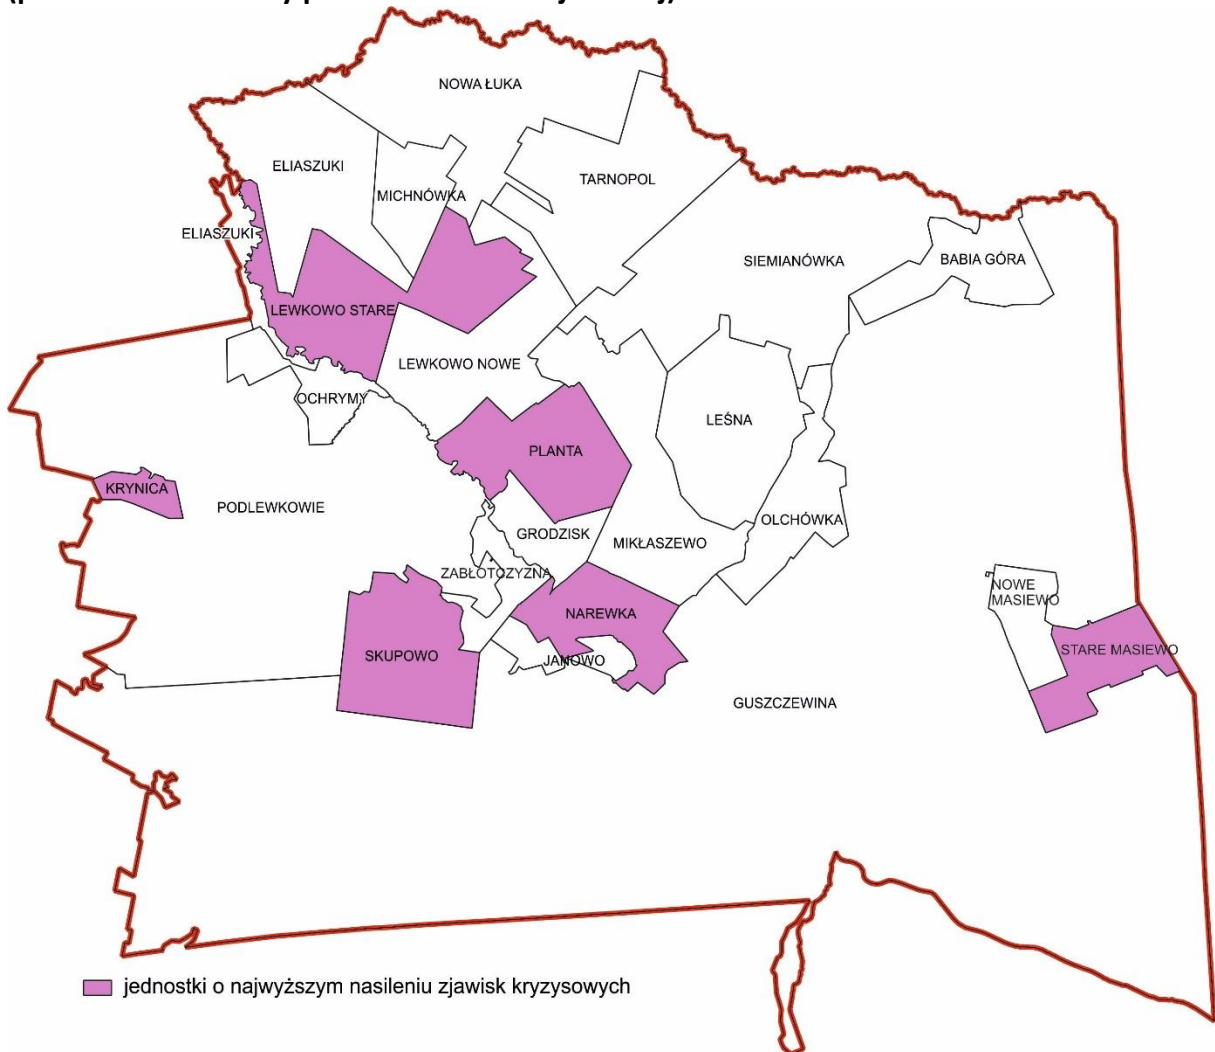 NOWA ŁUKA
ELIASZUKI
MICHNÓWKA
TARNOPOL
ELIASZUKI
SIEMIANÓWKA
BABIA GÓRA
LEWKOWO STARE
LEWKOWO NOWE
OCHRYMY
LEŚNA
PLANTA
KRYNICA
PODLEWKOWIE
GRODZISK
MIKŁASZEWO
OLCHÓWKA
ZABŁOTCZYZNA
NOWE
MASIEWO
NAREWKA
SKUPOWO
JANOWO
STARE MASIEWO
GUSZCZEWINA
jednostki o najwyższym nasileniu zjawisk kryzysowych